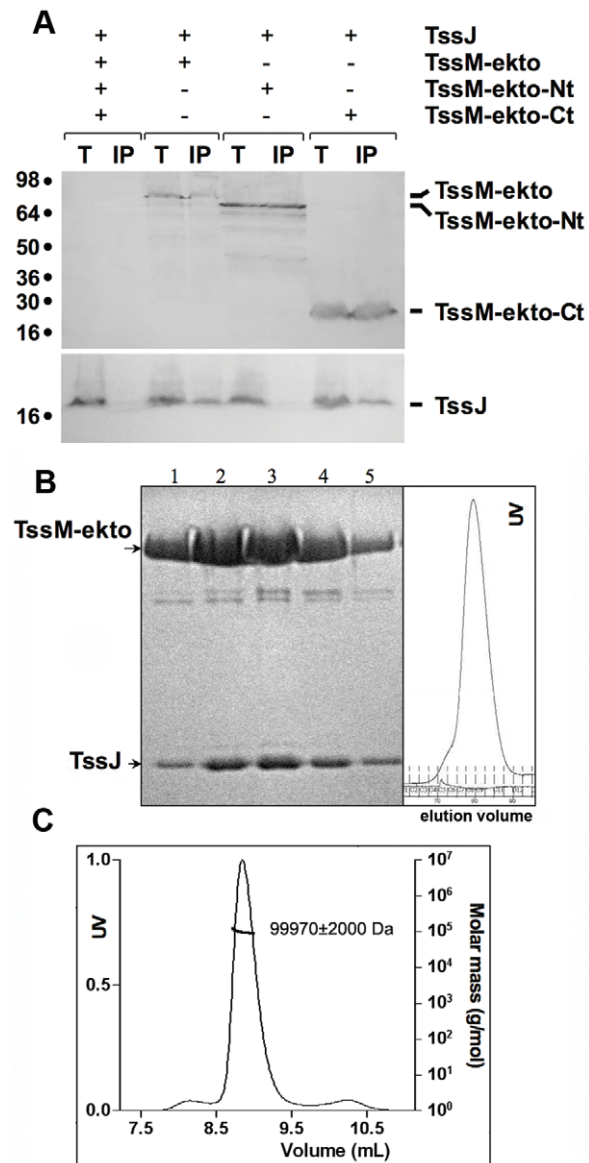 A
+ + + + TssJ
+ + - - TssM-ekto
+ - + - TssM-ekto-Nt
+ - - + TssM-ekto-Ct
T IP T IP T IP T IP
98
64
50
36
30
16
TssM-ekto
TssM-ekto-Nt
TssM-ekto-Ct
16
TssJ
B
1 2 3 4 5
TssM-ekto
TssJ
UV
70 80 90
elution volume
C
1.0
0.5
0.0
UV
99970±2000 Da
10⁷
10⁶
10⁵
10⁴
10³
10²
10¹
10⁰
Molar mass (g/mol)
7.5 8.5 9.5 10.5
Volume (mL)